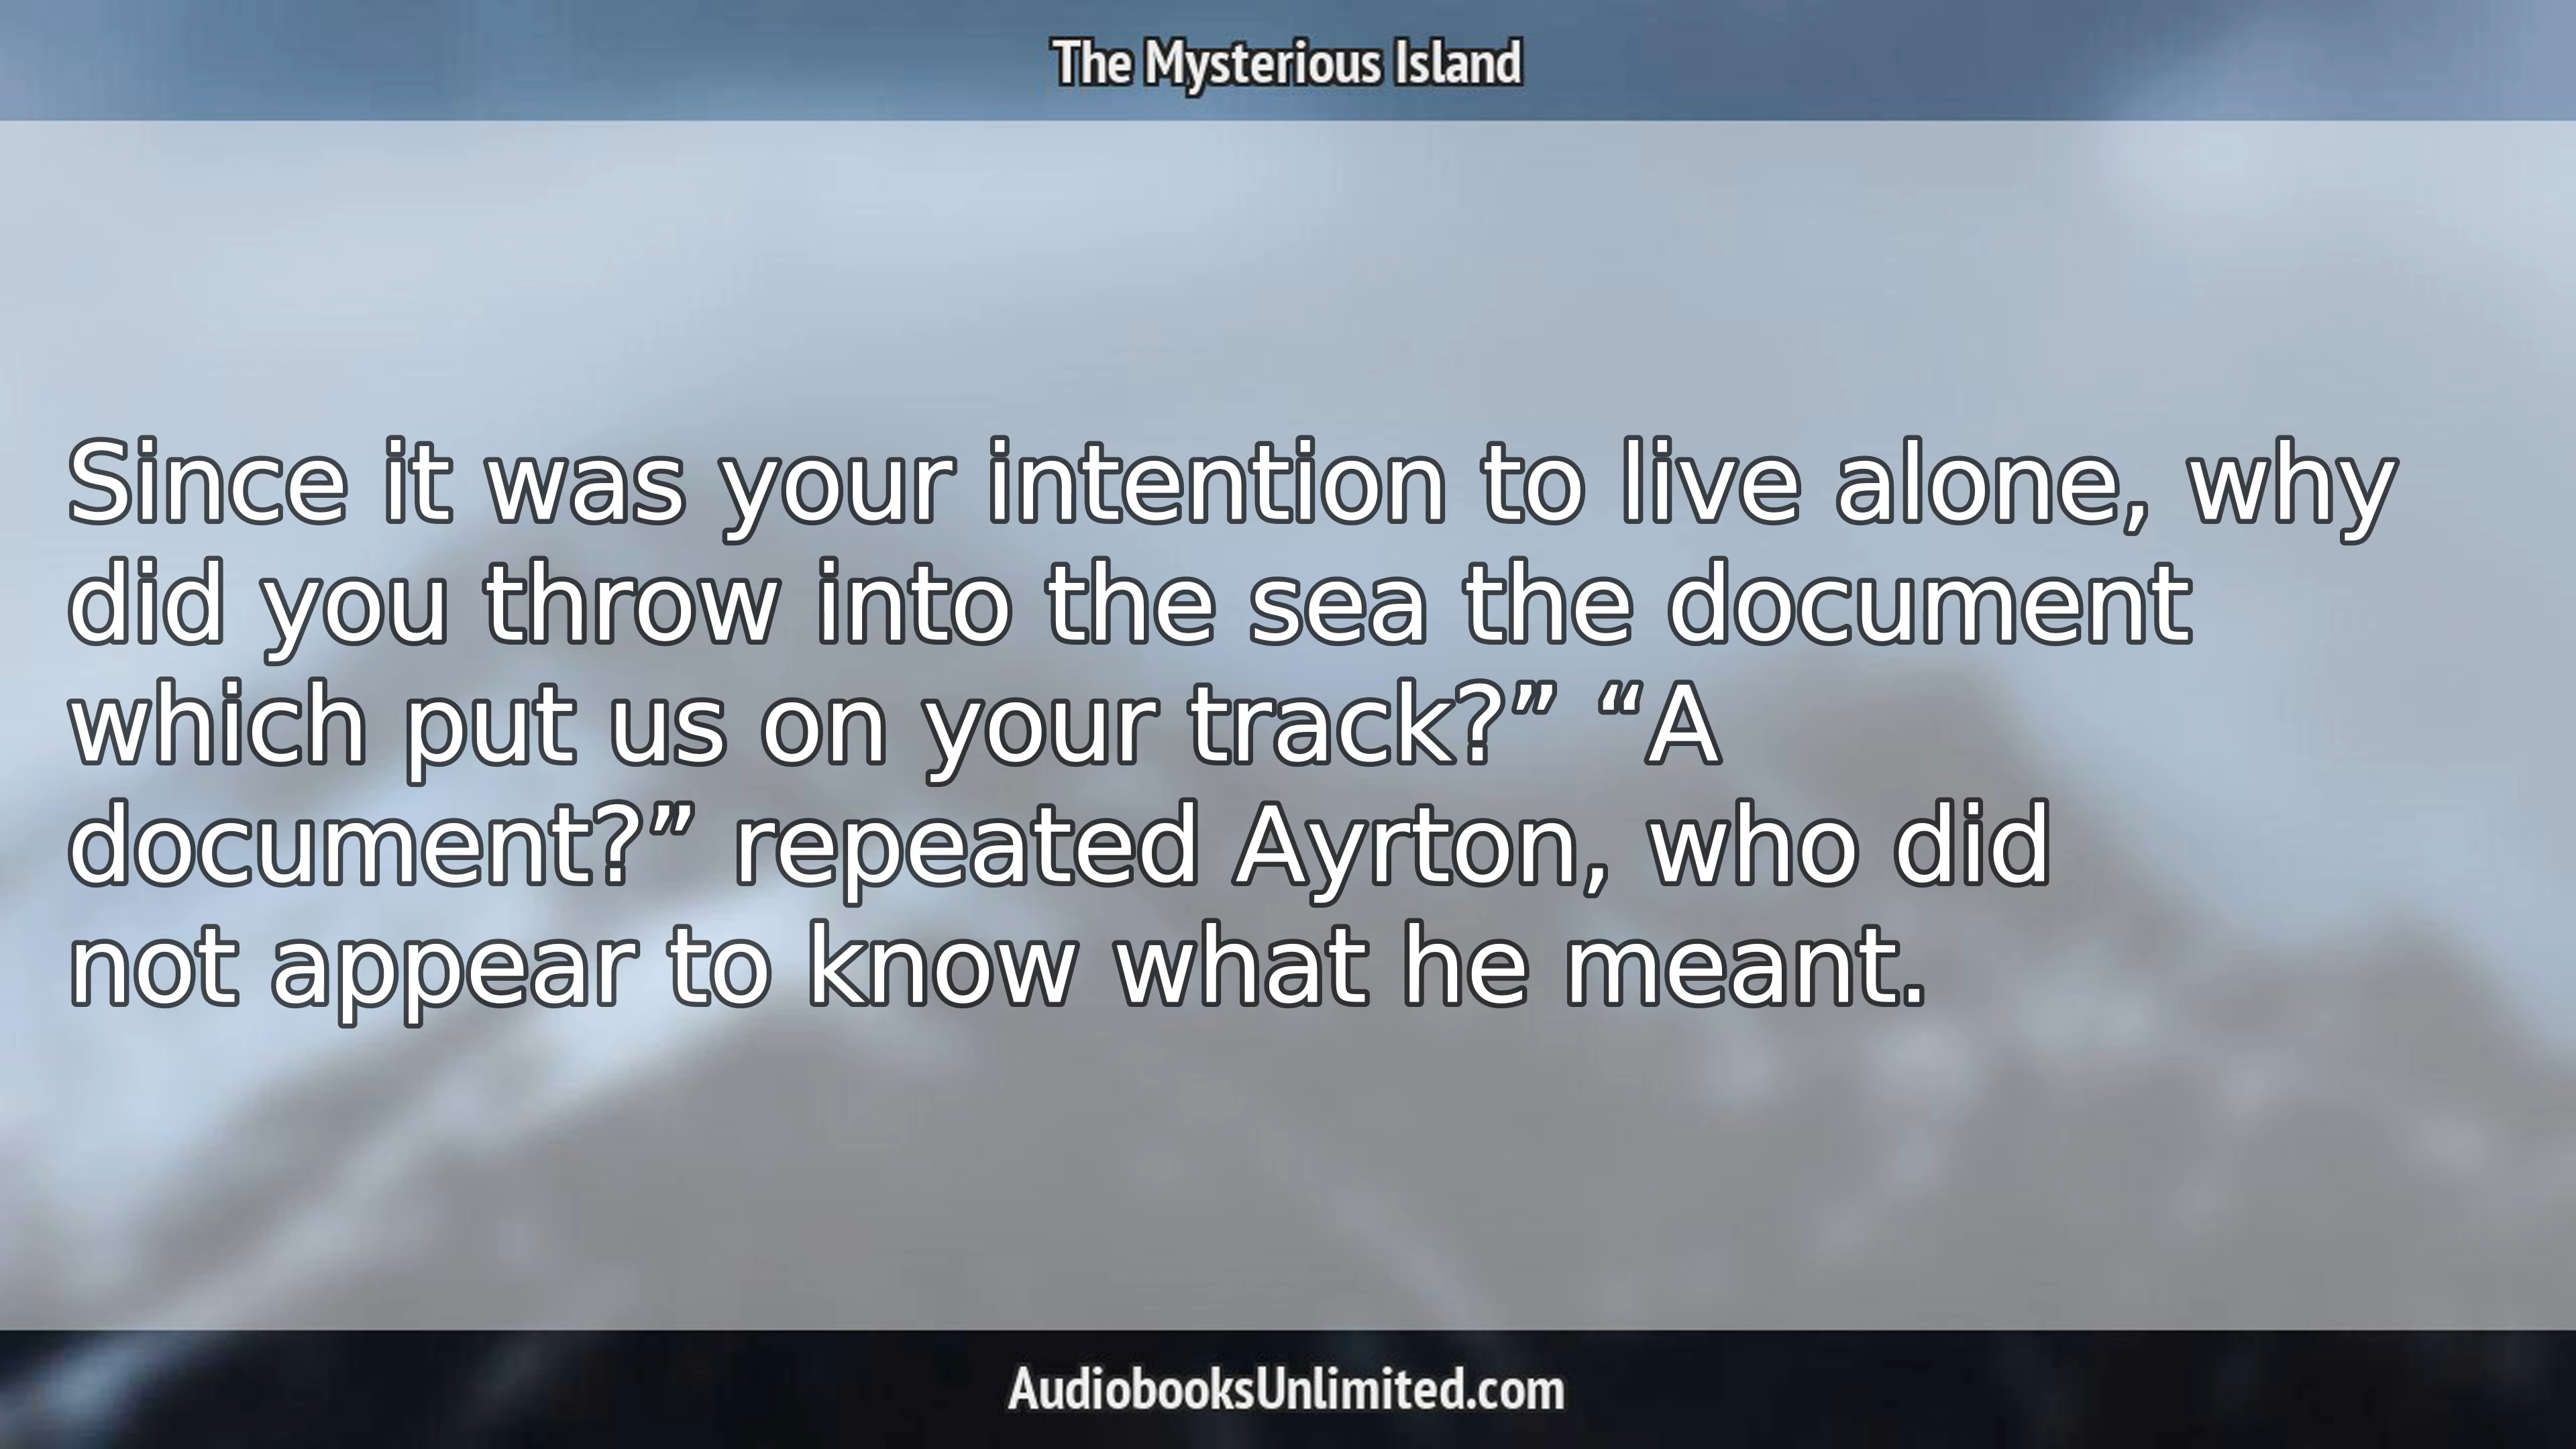 The Mysterious Island
Since it was your intention to live alone, why
did you throw into the sea the document
which put us on your track?” “A
document?” repeated Ayrton, who did
not appear to know what he meant.
AudiobooksUnlimited.com